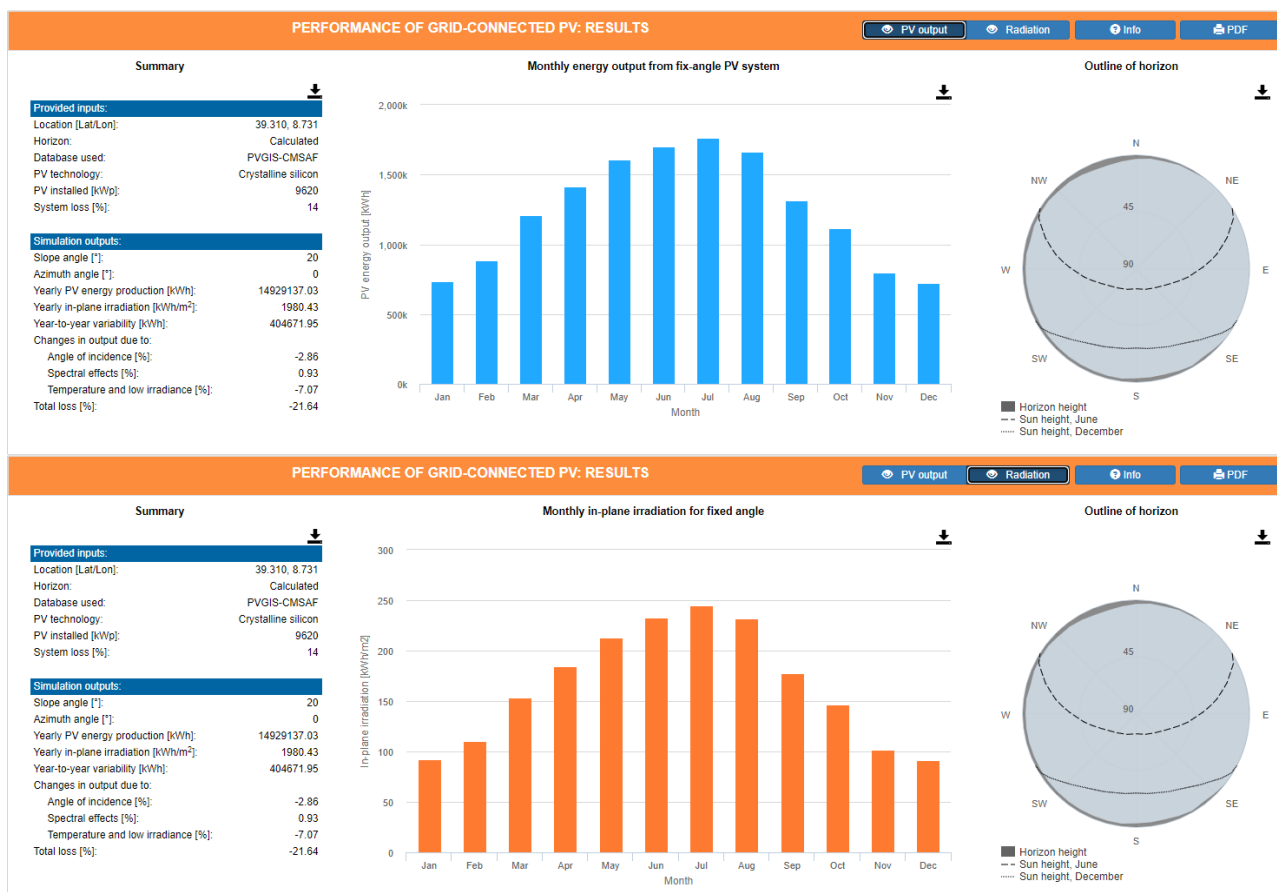 PERFORMANCE OF GRID-CONNECTED PV: RESULTS
PV output
Radiation
Info
PDF
Summary
Provided inputs:
Location [Lat/Lon]: 39.310, 8.731
Horizon: Calculated
Database used: PVGIS-CMSAF
PV technology: Crystalline silicon
PV installed [kWp]: 9620
System loss [%]: 14
Simulation outputs:
Slope angle [°]: 20
Azimuth angle [°]: 0
Yearly PV energy production [kWh]: 14929137.03
Yearly in-plane irradiation [kWh/m²]: 1980.43
Year-to-year variability [kWh]: 404671.95
Changes in output due to:
Angle of incidence [%]: -2.86
Spectral effects [%]: 0.93
Temperature and low irradiance [%]: -7.07
Total loss [%]: -21.64
Monthly energy output from fix-angle PV system
PV energy output [kWh]
2,000k
1,500k
1,000k
500k
0k
Jan Feb Mar Apr May Jun Jul Aug Sep Oct Nov Dec
Month
Outline of horizon
N
NW NE
45
W 90 E
SW SE
S
Horizon height
Sun height, June
Sun height, December
PERFORMANCE OF GRID-CONNECTED PV: RESULTS
PV output
Radiation
Info
PDF
Summary
Provided inputs:
Location [Lat/Lon]: 39.310, 8.731
Horizon: Calculated
Database used: PVGIS-CMSAF
PV technology: Crystalline silicon
PV installed [kWp]: 9620
System loss [%]: 14
Simulation outputs:
Slope angle [°]: 20
Azimuth angle [°]: 0
Yearly PV energy production [kWh]: 14929137.03
Yearly in-plane irradiation [kWh/m²]: 1980.43
Year-to-year variability [kWh]: 404671.95
Changes in output due to:
Angle of incidence [%]: -2.86
Spectral effects [%]: 0.93
Temperature and low irradiance [%]: -7.07
Total loss [%]: -21.64
Monthly in-plane irradiation for fixed angle
In-plane irradiation [kWh/m2]
300
250
200
150
100
50
0
Jan Feb Mar Apr May Jun Jul Aug Sep Oct Nov Dec
Month
Outline of horizon
N
NW NE
45
W 90 E
SW SE
S
Horizon height
Sun height, June
Sun height, December